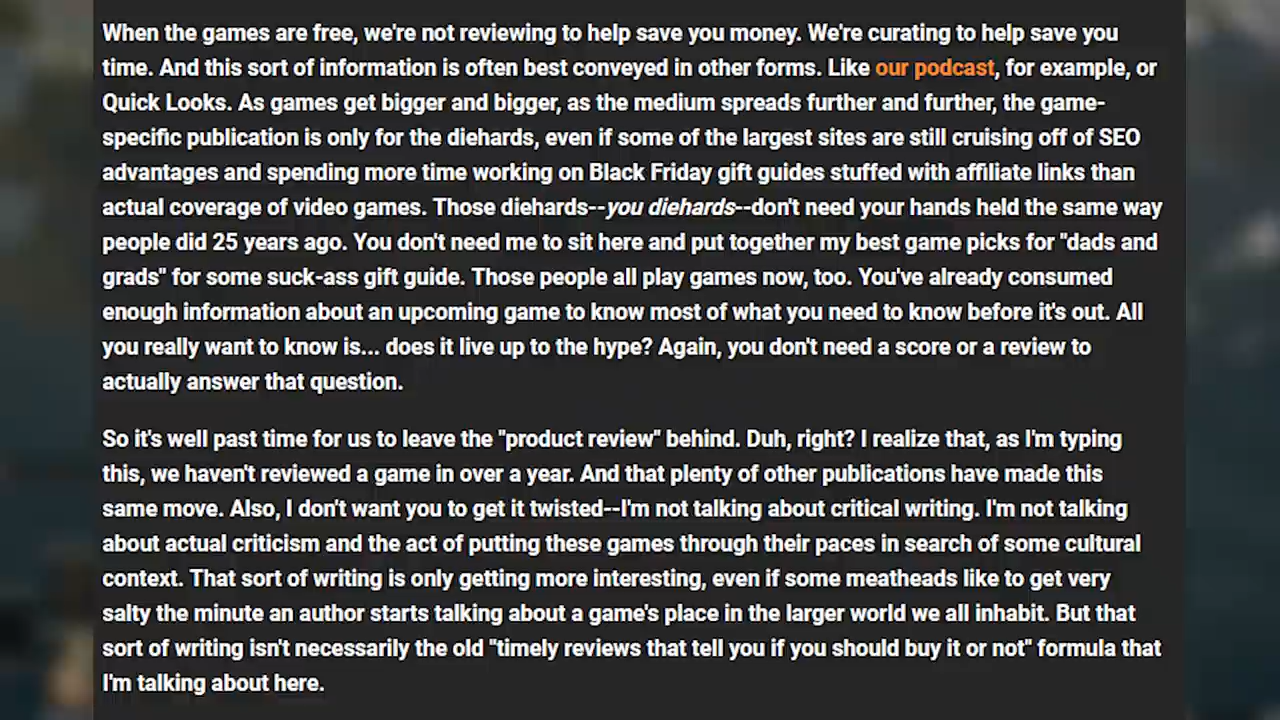 When the games are free, we're not reviewing to help save you money. We're curating to help save you
time. And this sort of information is often best conveyed in other forms. Like our podcast, for example, or
Quick Looks. As games get bigger and bigger, as the medium spreads further and further, the game-
specific publication is only for the diehards, even if some of the largest sites are still cruising off of SEO
advantages and spending more time working on Black Friday gift guides stuffed with affiliate links than
actual coverage of video games. Those diehards--you diehards--don't need your hands held the same way
people did 25 years ago. You don't need me to sit here and put together my best game picks for "dads and
grads" for some suck-ass gift guide. Those people all play games now, too. You've already consumed
enough information about an upcoming game to know most of what you need to know before it's out. All
you really want to know is... does it live up to the hype? Again, you don't need a score or a review to
actually answer that question.
So it's well past time for us to leave the "product review" behind. Duh, right? I realize that, as I'm typing
this, we haven't reviewed a game in over a year. And that plenty of other publications have made this
same move. Also, I don't want you to get it twisted--I'm not talking about critical writing. I'm not talking
about actual criticism and the act of putting these games through their paces in search of some cultural
context. That sort of writing is only getting more interesting, even if some meatheads like to get very
salty the minute an author starts talking about a game's place in the larger world we all inhabit. But that
sort of writing isn't necessarily the old "timely reviews that tell you if you should buy it or not" formula that
I'm talking about here.